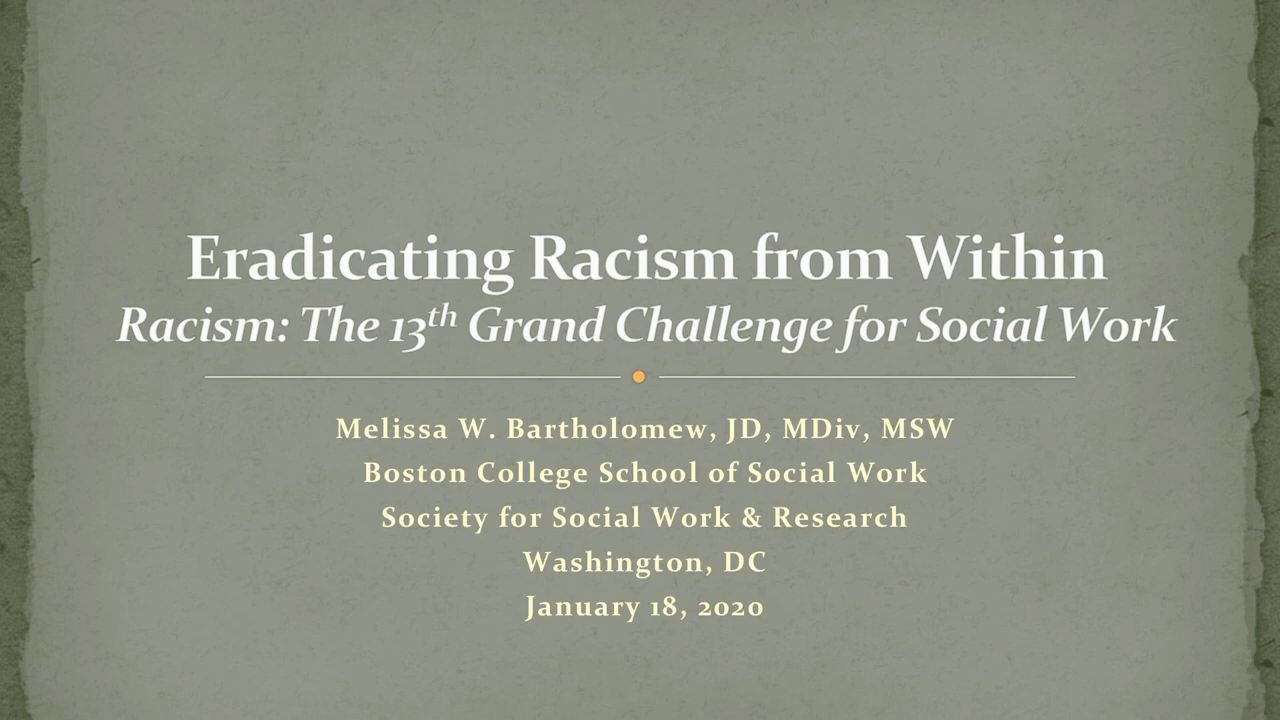 Eradicating Racism from Within
Racism: The 13th Grand Challenge for Social Work
Melissa W. Bartholomew, JD, MDiv, MSW
Boston College School of Social Work
Society for Social Work & Research
Washington, DC
January 18, 2020